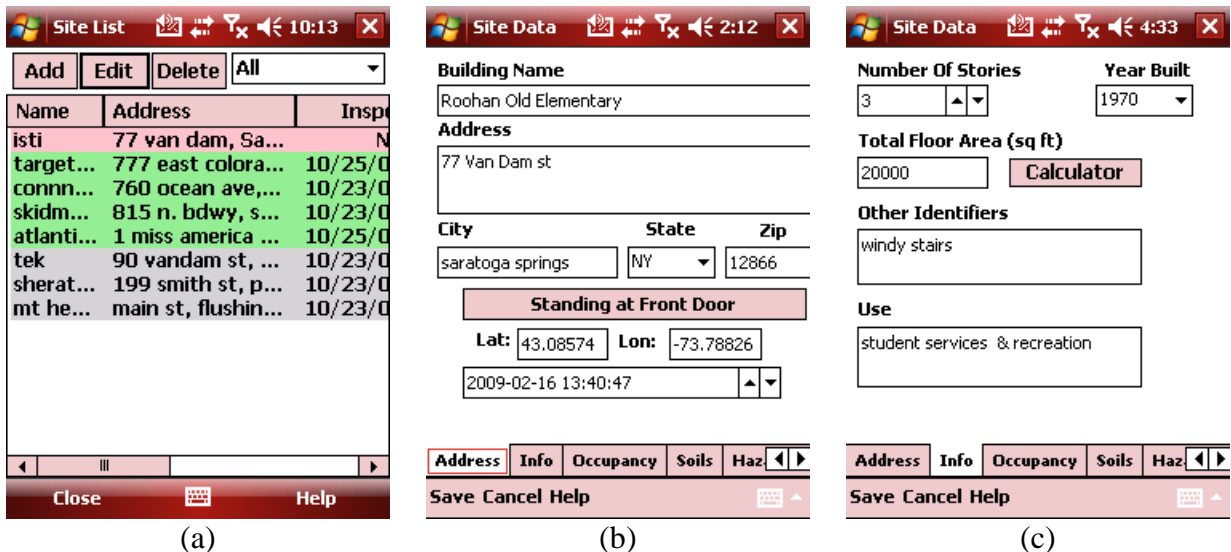 Site List 10:13
Add Edit Delete All
Name Address Inspe
isti 77 van dam, Sa... N
target... 777 east colora... 10/25/0
connn... 760 ocean ave,... 10/23/0
skidm... 815 n. bdwy, s... 10/23/0
atlanti... 1 miss america ... 10/25/0
tek 90 vandam st, ... 10/23/0
sherat... 199 smith st, p... 10/23/0
mt he... main st, flushin... 10/23/0
Close Help
(a)
Site Data 2:12
Building Name
Roohan Old Elementary
Address
77 Van Dam st
City State Zip
saratoga springs NY 12866
Standing at Front Door
Lat: 43.08574 Lon: -73.78826
2009-02-16 13:40:47
Address Info Occupancy Soils Haz.
Save Cancel Help
(b)
Site Data 4:33
Number Of Stories Year Built
3 1970
Total Floor Area (sq ft)
20000 Calculator
Other Identifiers
windy stairs
Use
student services & recreation
Address Info Occupancy Soils Haz.
Save Cancel Help
(c)